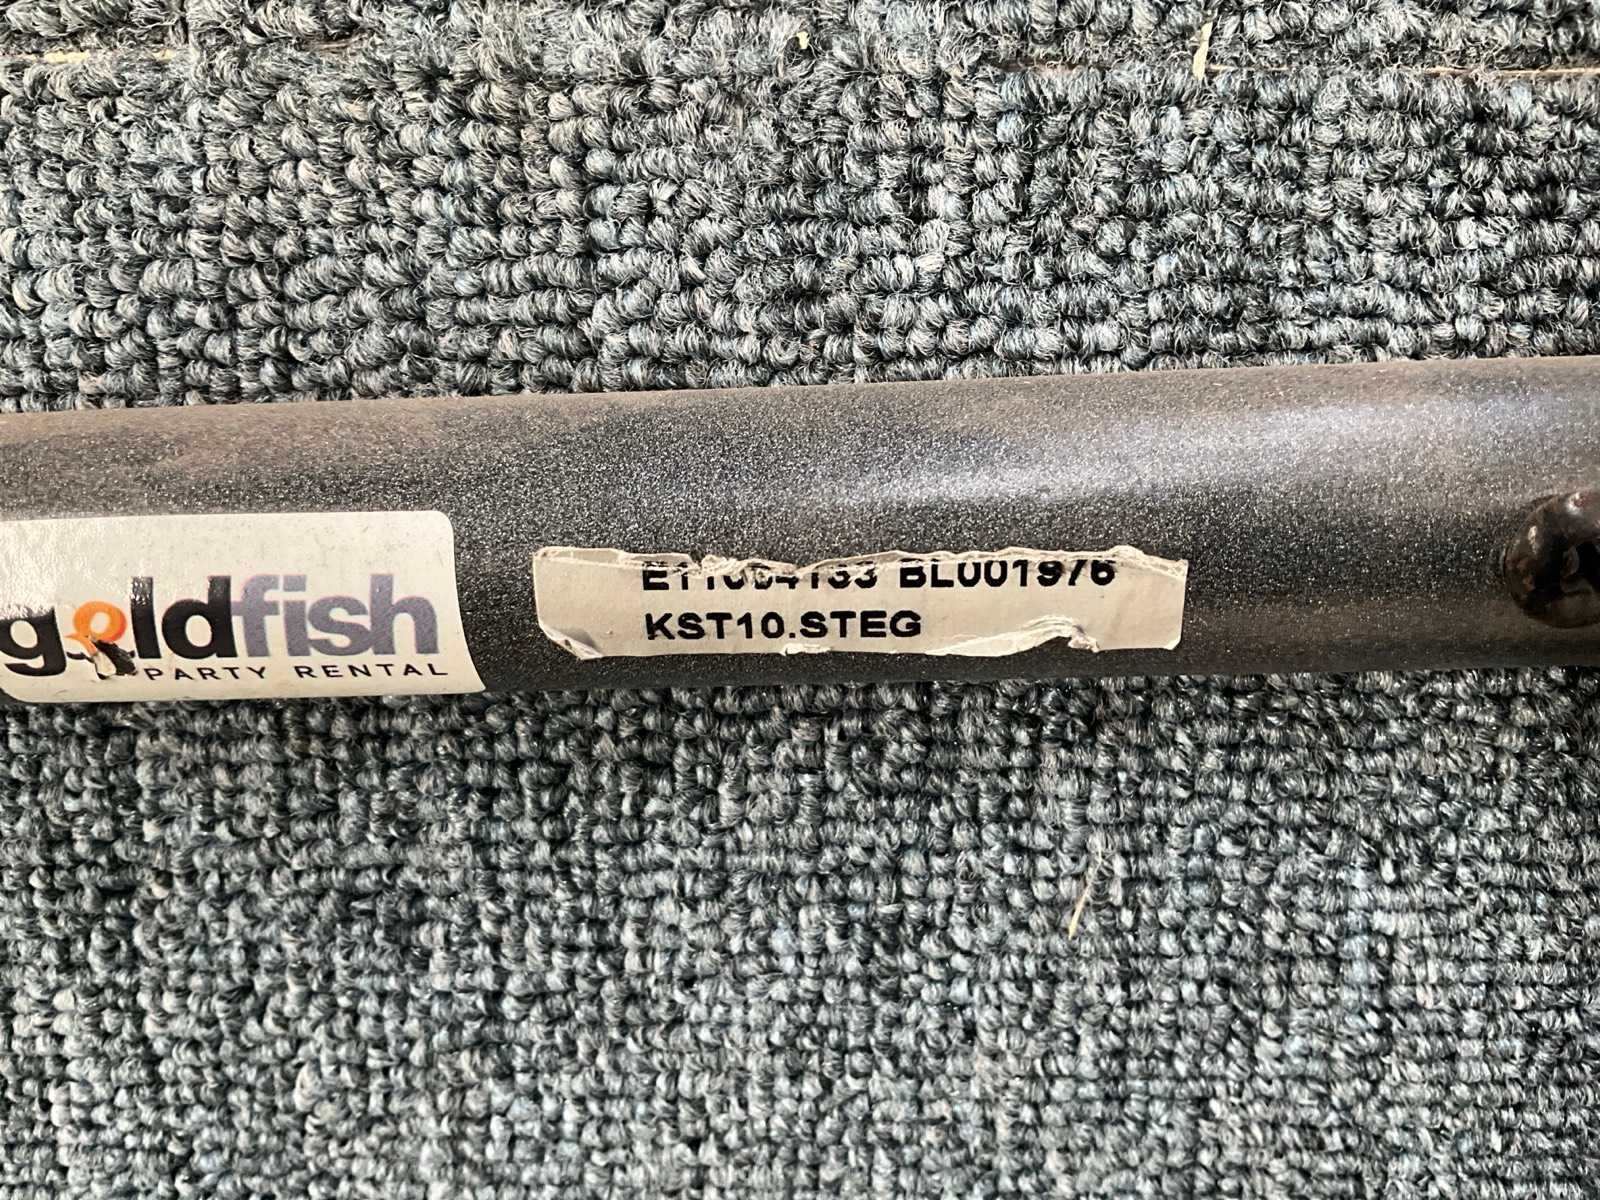 goldfish
PARTY RENTAL
BL001976
KST10.STEG